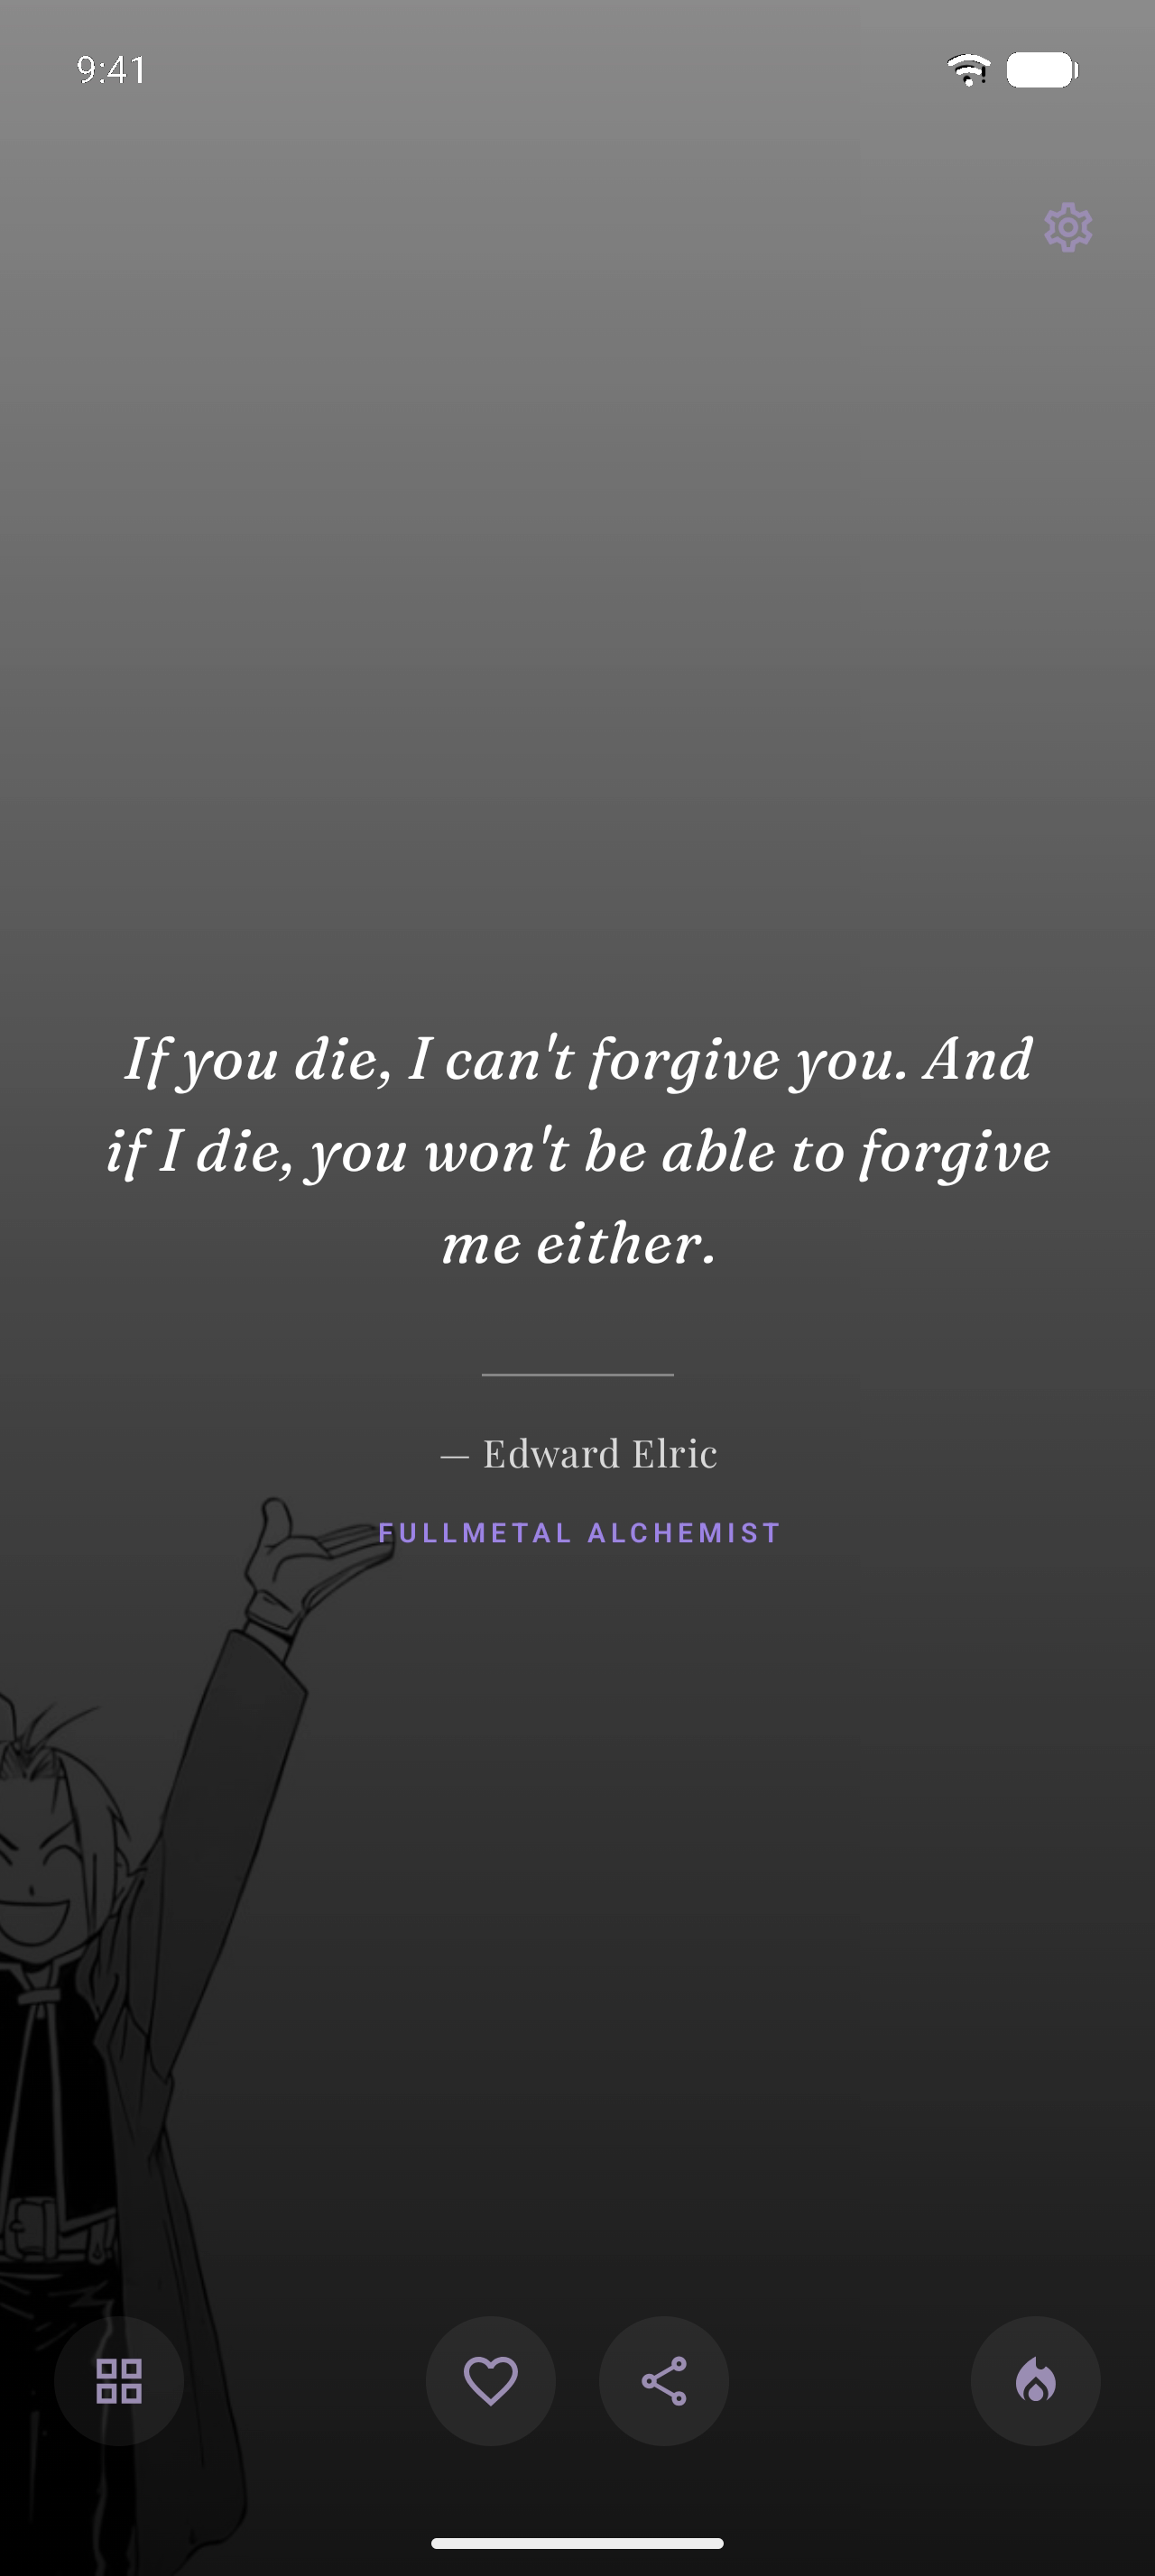 9:41
If you die, I can't forgive you. And
if I die, you won't be able to forgive
me either.
— Edward Elric
FULLMETAL ALCHEMIST